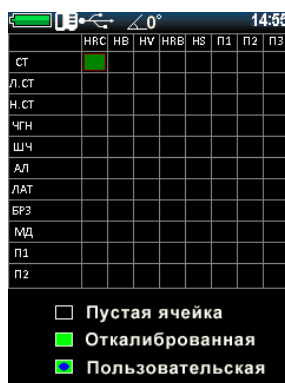 0° 14:55
HRC HB HV HRB HS П1 П2 П3
СТ
Л.СТ
Н.СТ
ЧГН
ШЧ
АЛ
ЛАТ
БРЗ
МД
П1
П2
Пустая ячейка
Откалиброванная
Пользовательская